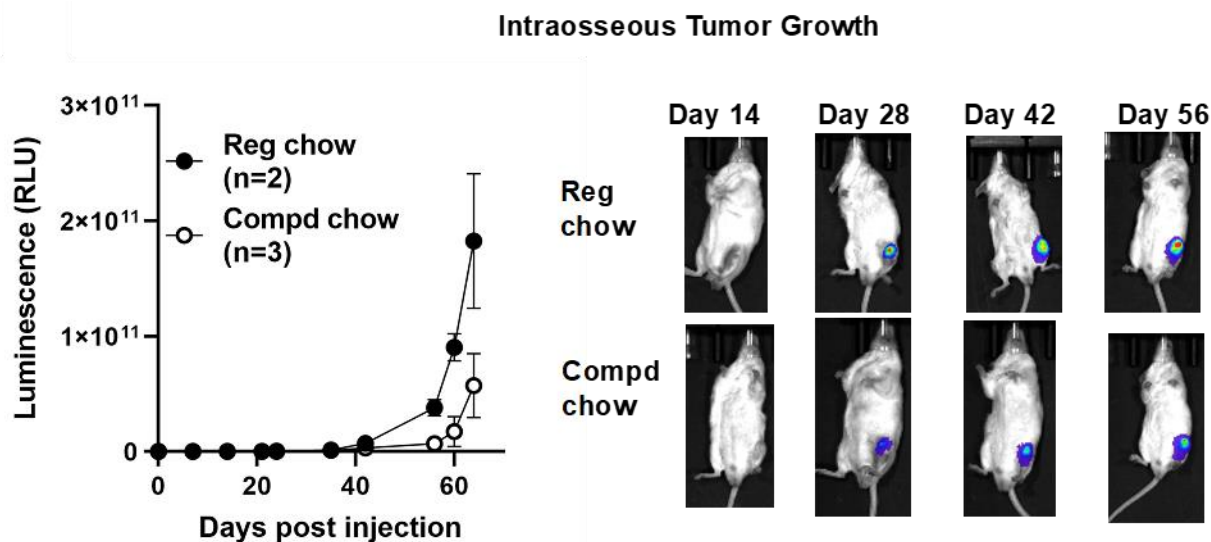 Intraosseous Tumor Growth
3×10¹¹
2×10¹¹
1×10¹¹
0
Luminescence (RLU)
Reg chow
(n=2)
Compd chow
(n=3)
0
20
40
60
Days post injection
Day 14
Day 28
Day 42
Day 56
Reg
chow
Compd
chow